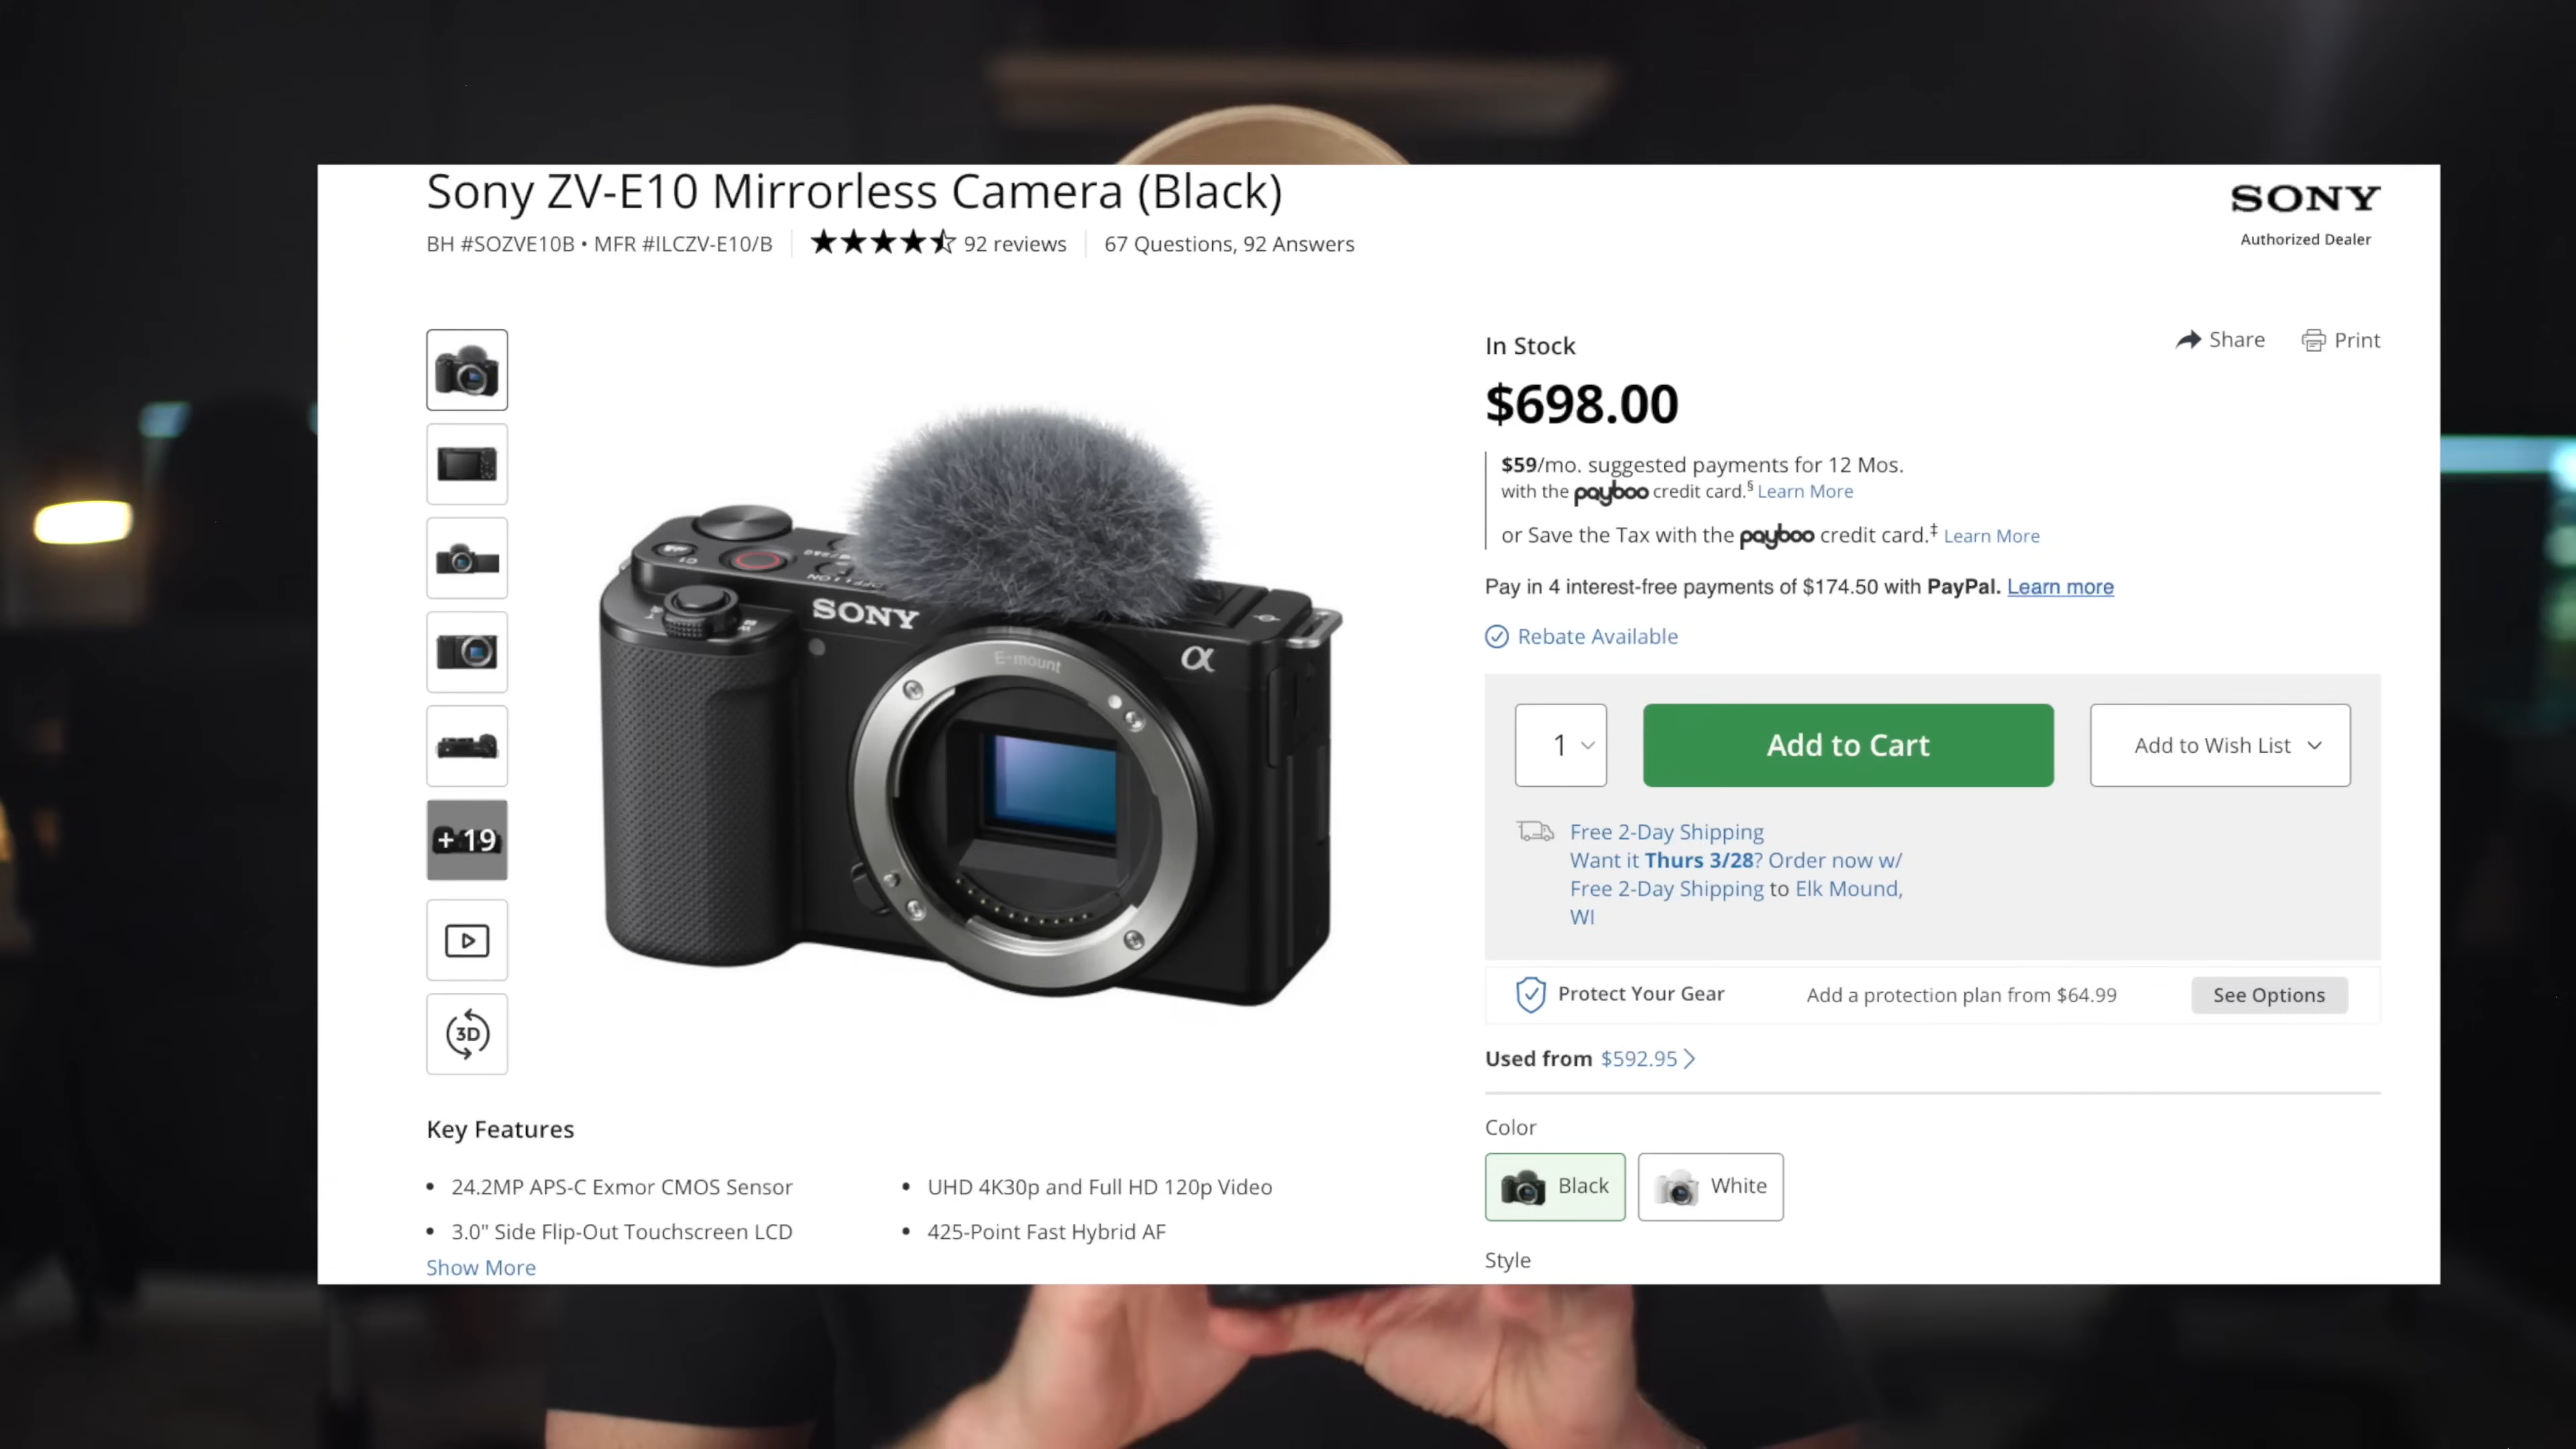 Sony ZV-E10 Mirrorless Camera (Black)
SONY
Authorized Dealer
BH #SOZVE10B • MFR #ILCZV-E10/B
92 reviews
67 Questions, 92 Answers
In Stock
Share
Print
$698.00
$59/mo. suggested payments for 12 Mos.
with the payboo credit card.§ Learn More
or Save the Tax with the payboo credit card.‡ Learn More
Pay in 4 interest-free payments of $174.50 with PayPal. Learn more
Rebate Available
1
Add to Cart
Add to Wish List
Free 2-Day Shipping
Want it Thurs 3/28? Order now w/
Free 2-Day Shipping to Elk Mound,
WI
Protect Your Gear
Add a protection plan from $64.99
See Options
Used from $592.95
Color
Black
White
Style
+ 19
3D
C1
SONY
E-mount
α
Key Features
• 24.2MP APS-C Exmor CMOS Sensor
• 3.0" Side Flip-Out Touchscreen LCD
• UHD 4K30p and Full HD 120p Video
• 425-Point Fast Hybrid AF
Show More